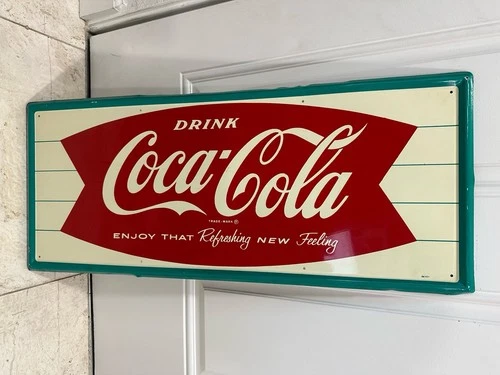 DRINK
Coca-Cola
TRADE-MARK ®
ENJOY THAT Refreshing NEW Feeling